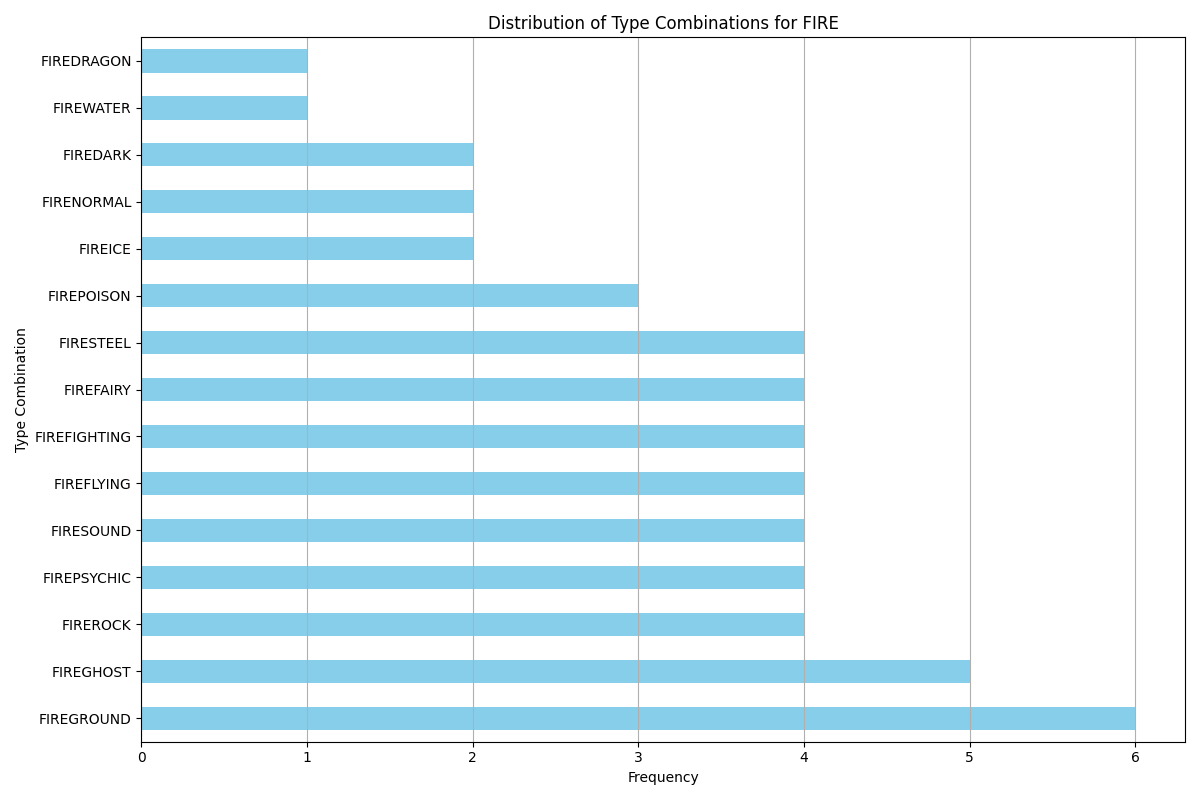 Distribution of Type Combinations for FIRE
FIREDRAGON
FIREWATER
FIREDARK
FIRENORMAL
FIREICE
FIREPOISON
FIRESTEEL
FIREFAIRY
FIREFIGHTING
FIREFLYING
FIRESOUND
FIREPSYCHIC
FIREROCK
FIREGHOST
FIREGROUND
Type Combination
0 1 2 3 4 5 6
Frequency